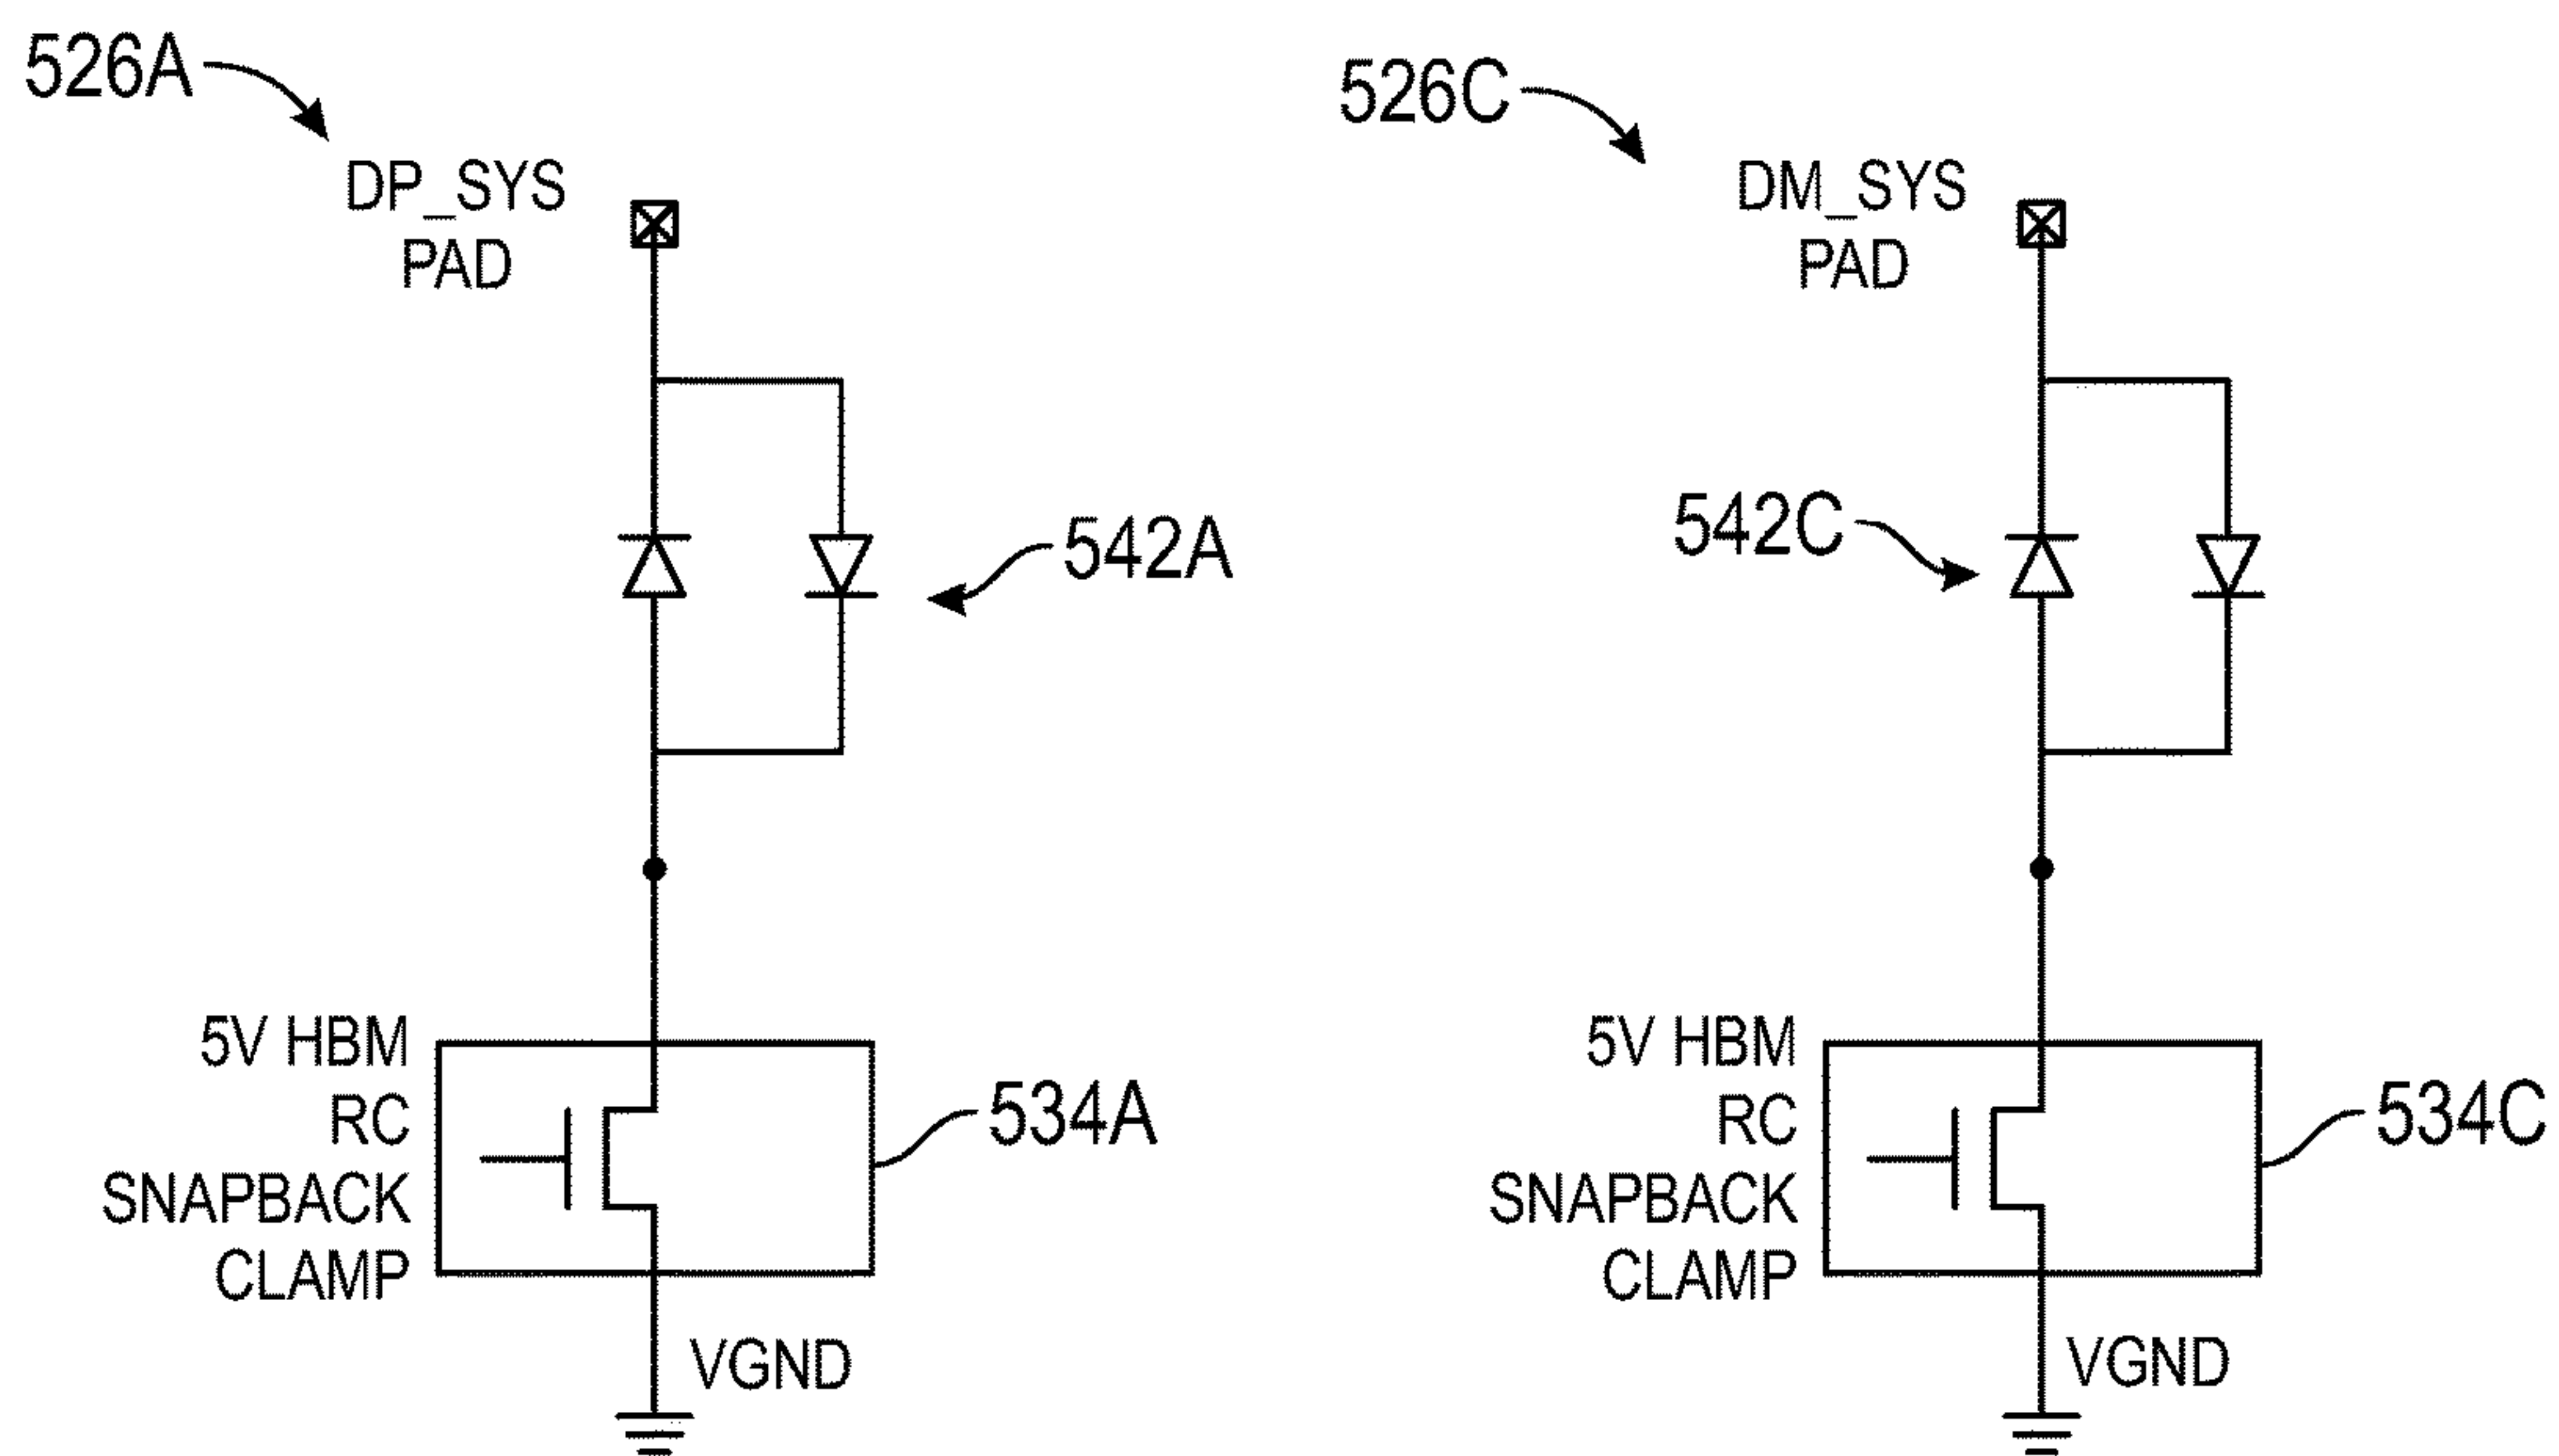 526A
DP_SYS
PAD
542A
5V HBM
RC
SNAPBACK
CLAMP
534A
VGND
526C
DM_SYS
PAD
542C
5V HBM
RC
SNAPBACK
CLAMP
534C
VGND